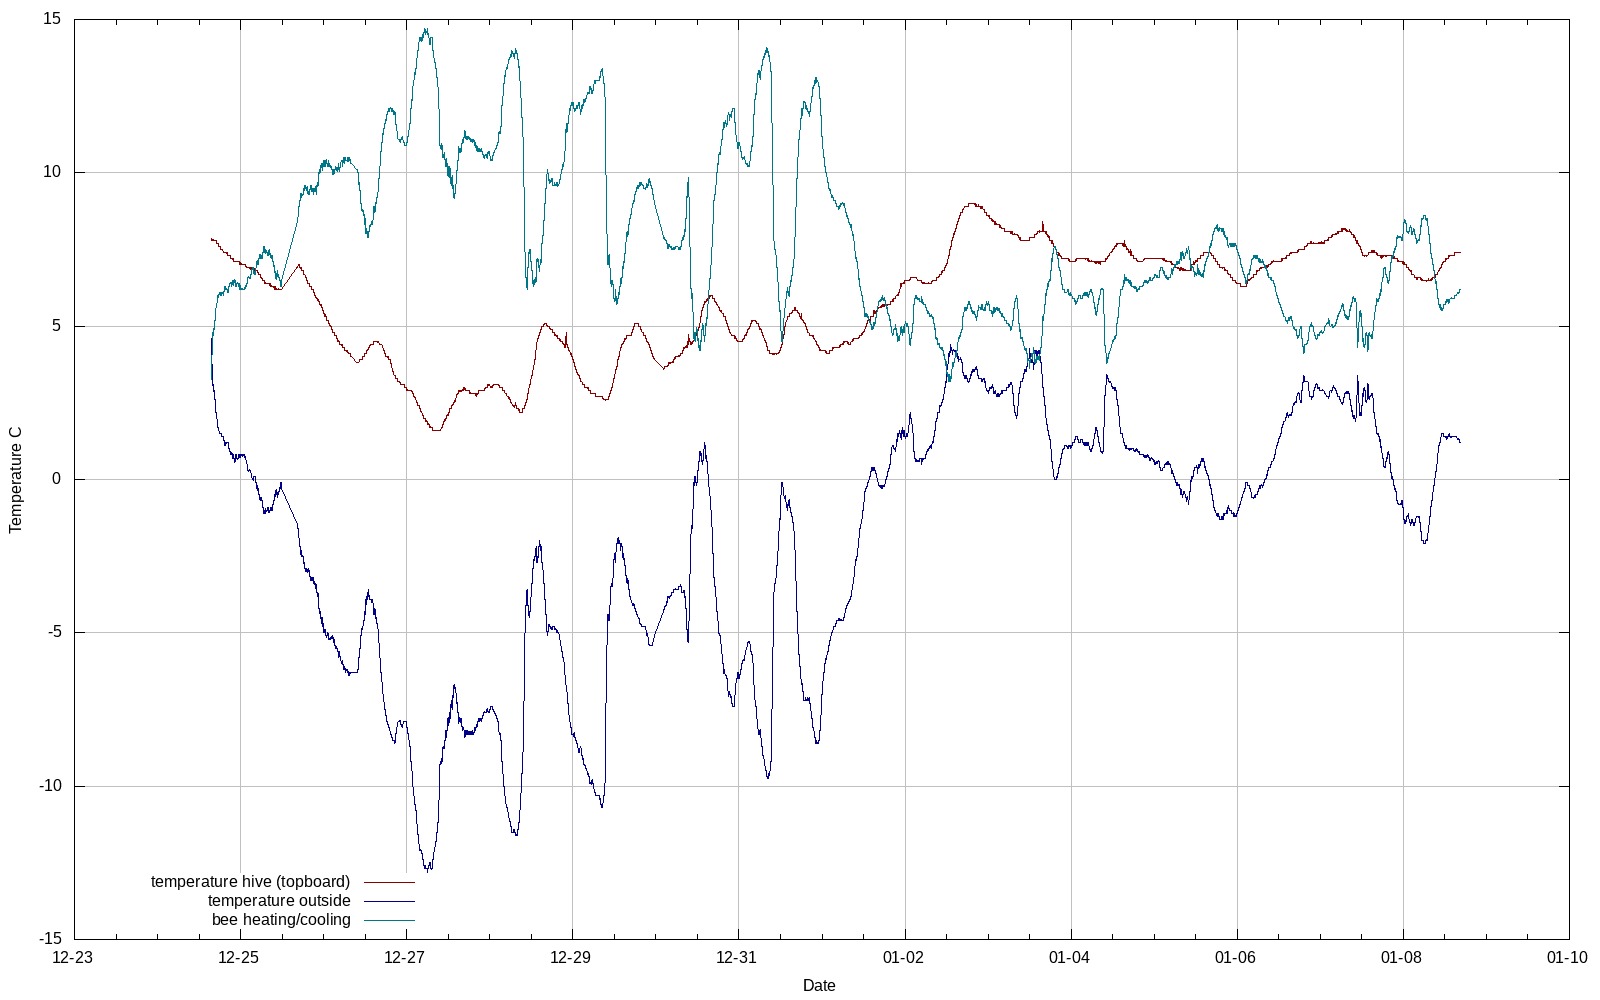 15
10
5
0
-5
-10
-15
Temperature C
temperature hive (topboard)
temperature outside
bee heating/cooling
12-23 12-25 12-27 12-29 12-31 01-02 01-04 01-06 01-08 01-10
Date